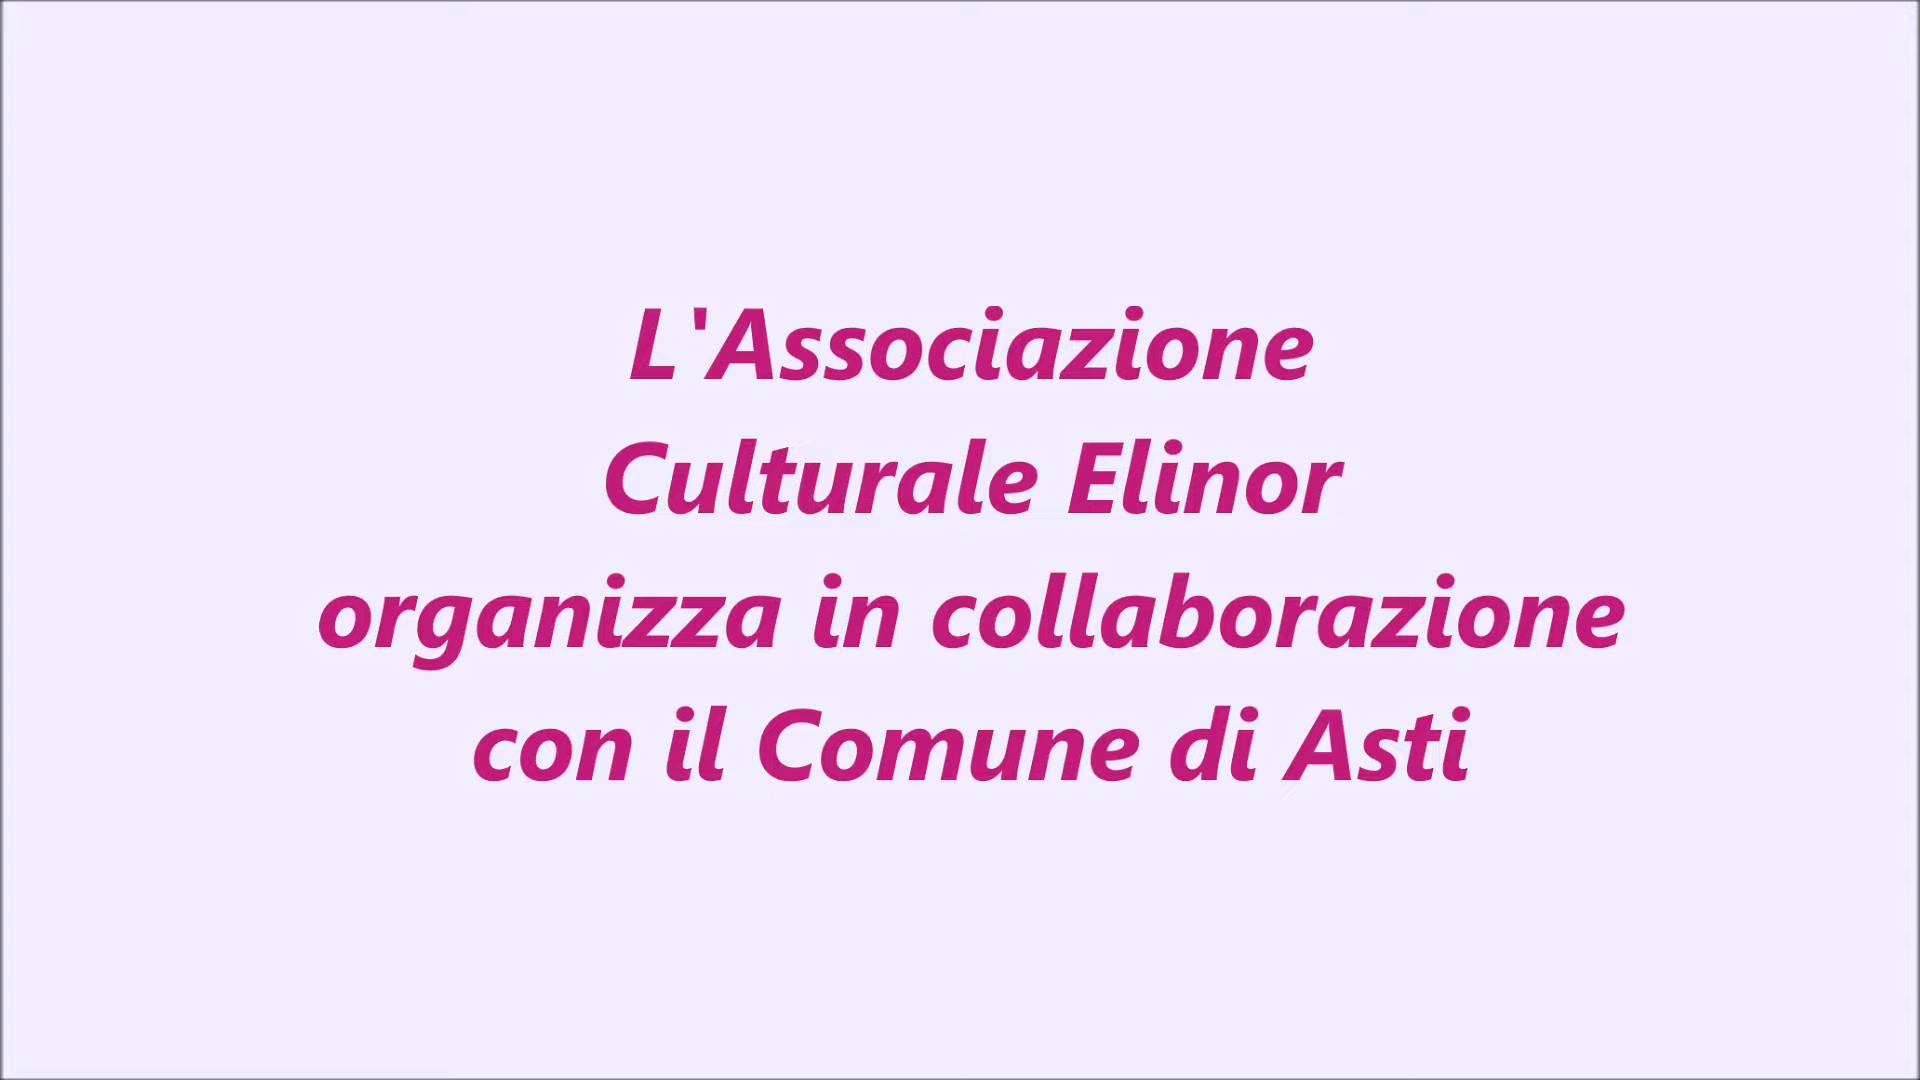 L'Associazione
Culturale Elinor
organizza in collaborazione
con il Comune di Asti